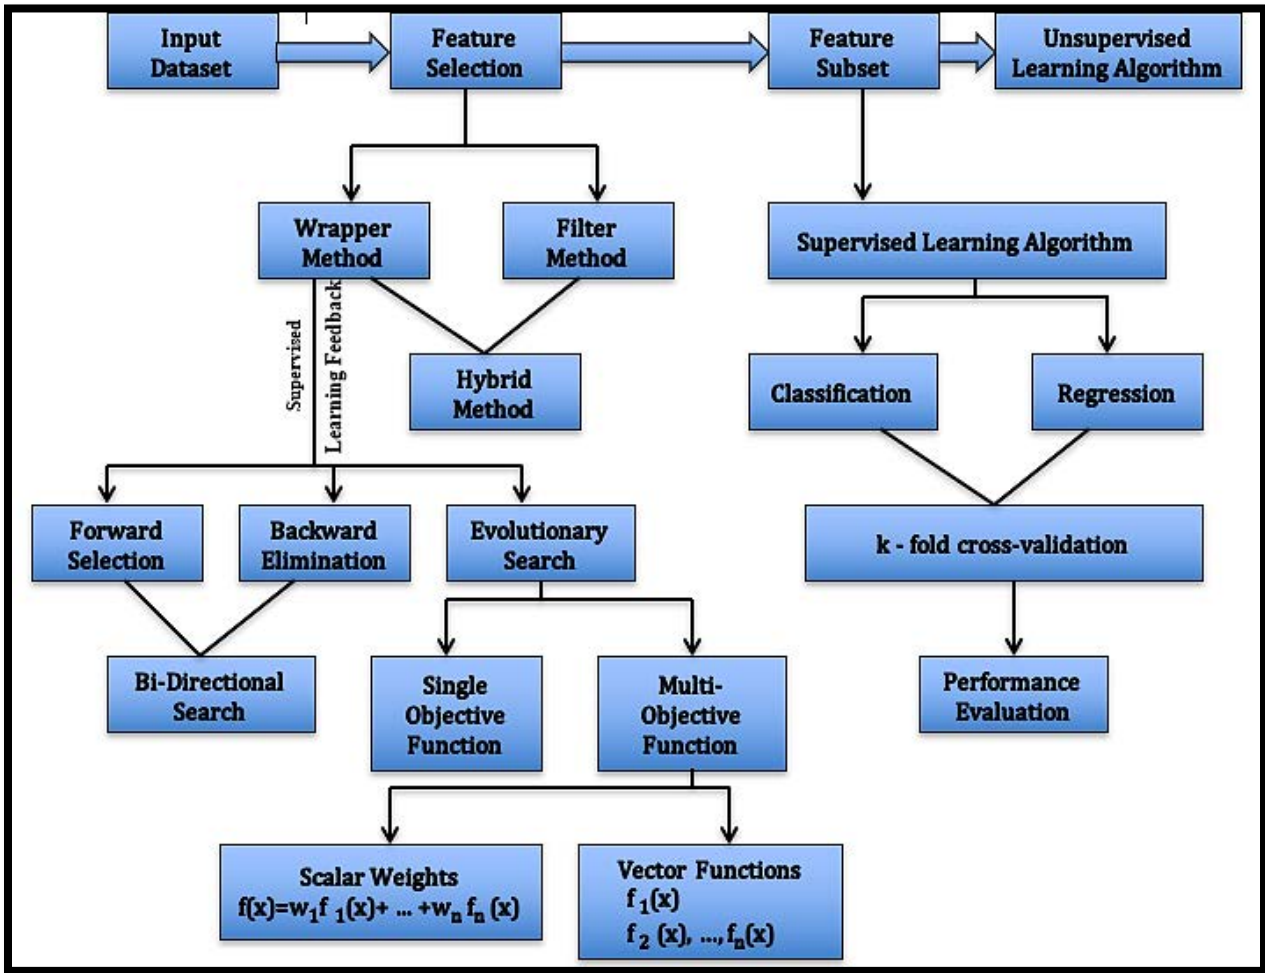 Input
Dataset
Feature
Selection
Feature
Subset
Unsupervised
Learning Algorithm
Wrapper
Method
Filter
Method
Supervised Learning Algorithm
Supervised
Learning Feedback
Hybrid
Method
Classification
Regression
Forward
Selection
Backward
Elimination
Evolutionary
Search
k - fold cross-validation
Bi-Directional
Search
Single
Objective
Function
Multi-
Objective
Function
Performance
Evaluation
Scalar Weights
f(x)=w₁f ₁(x)+ ... +wₙ fₙ (x)
Vector Functions
f ₁(x)
f ₂ (x), ...,fₙ(x)